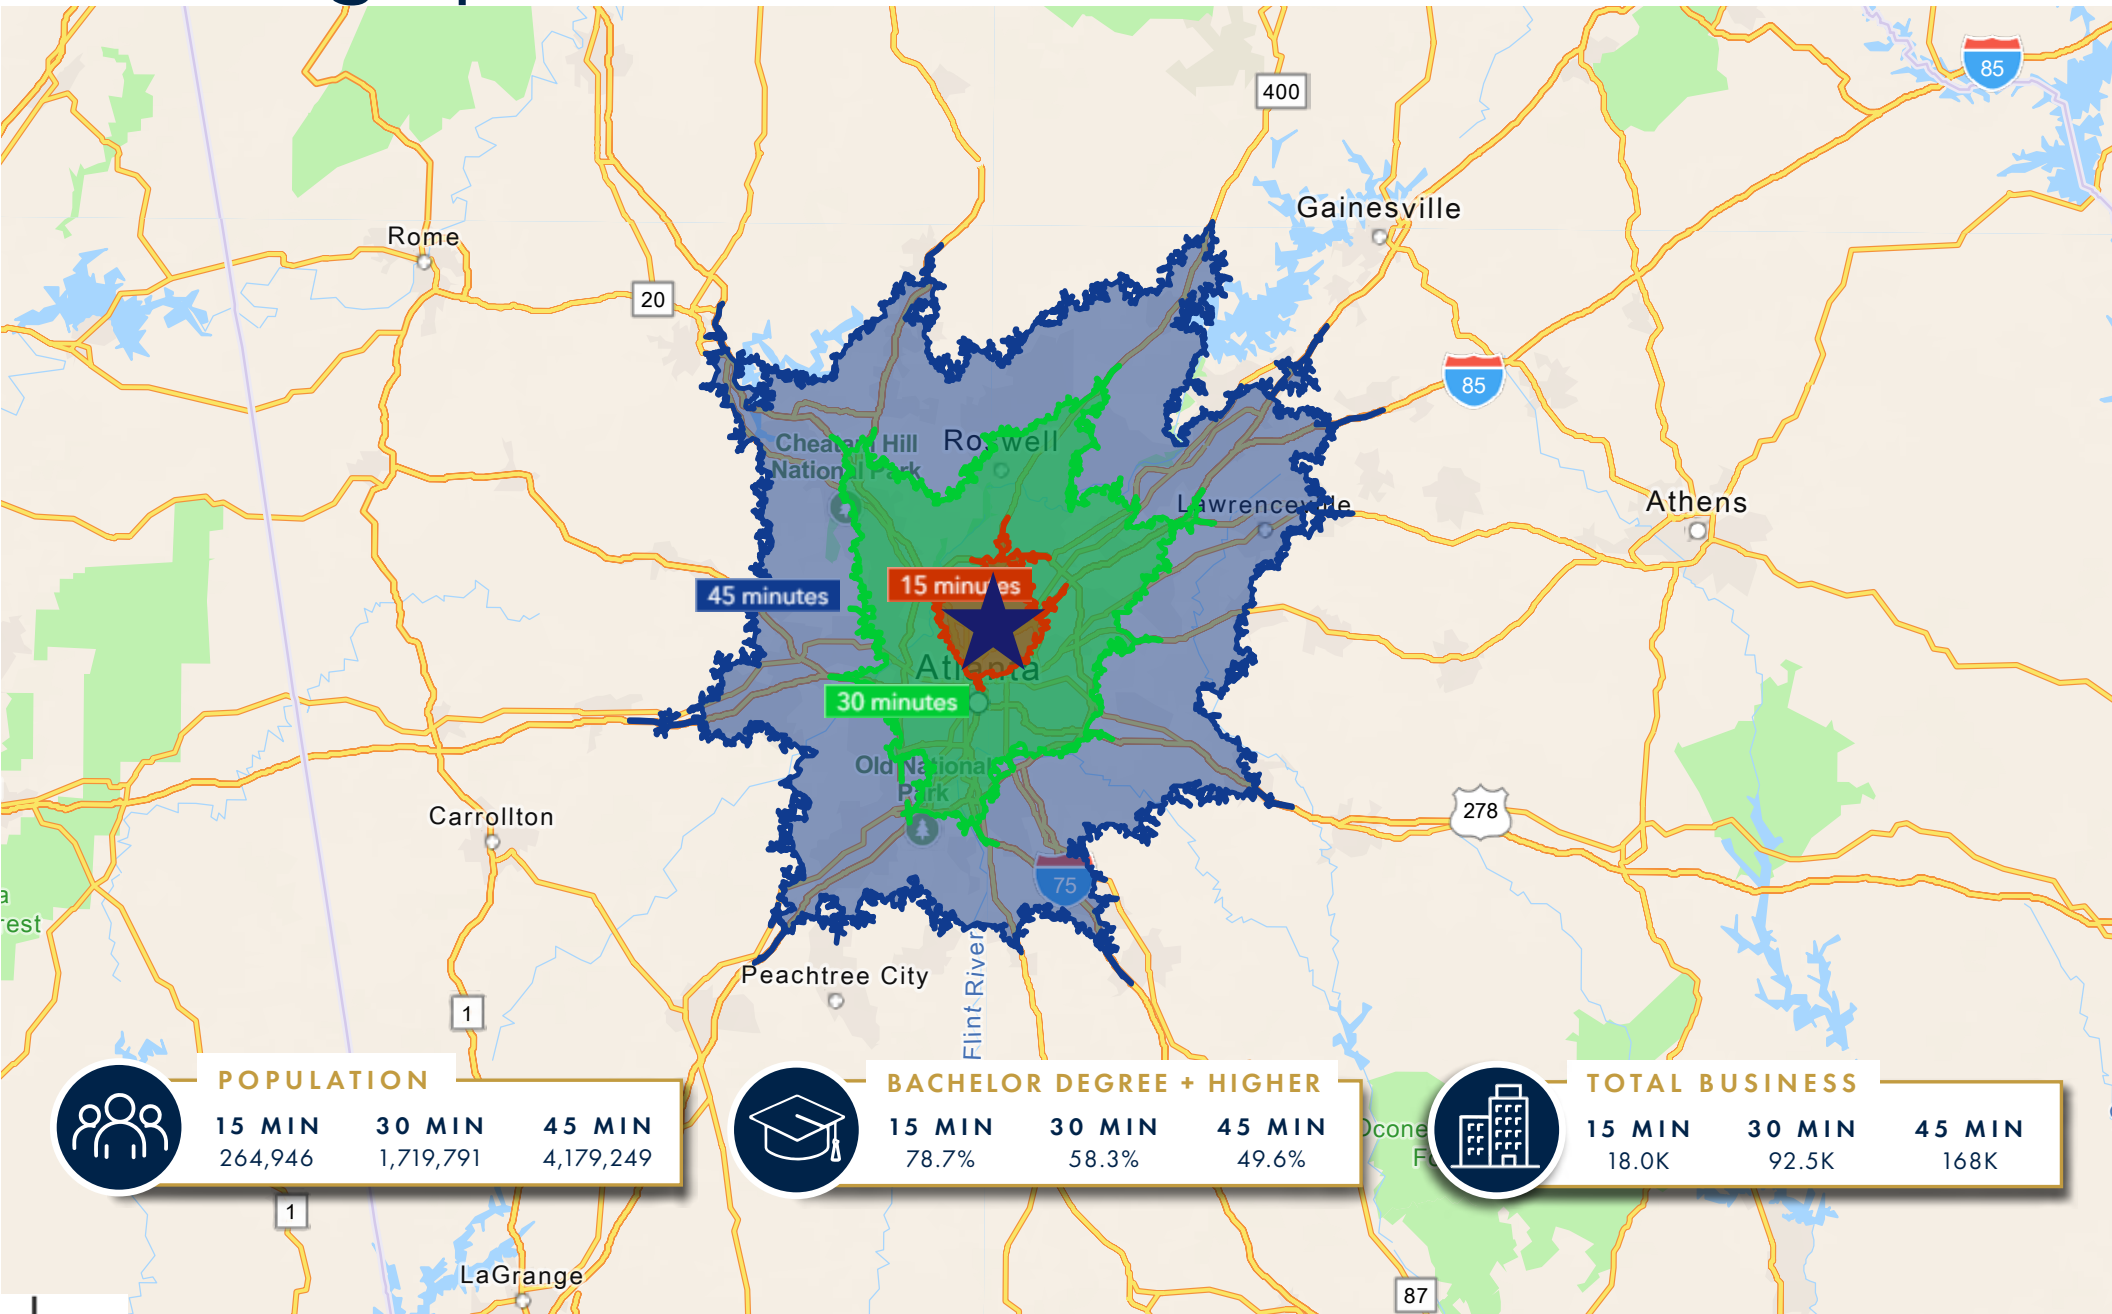 85
400
Gainesville
Rome
20
85
Cheatam Hill
National Park
Roswell
Lawrenceville
Athens
15 minutes
45 minutes
Atlanta
30 minutes
Old National
Park
278
Carrollton
75
rest
Peachtree City
Flint River
1
POPULATION
15 MIN 30 MIN 45 MIN
264,946 1,719,791 4,179,249
BACHELOR DEGREE + HIGHER
15 MIN 30 MIN 45 MIN
78.7% 58.3% 49.6%
TOTAL BUSINESS
15 MIN 30 MIN 45 MIN
18.0K 92.5K 168K
1
LaGrange
87